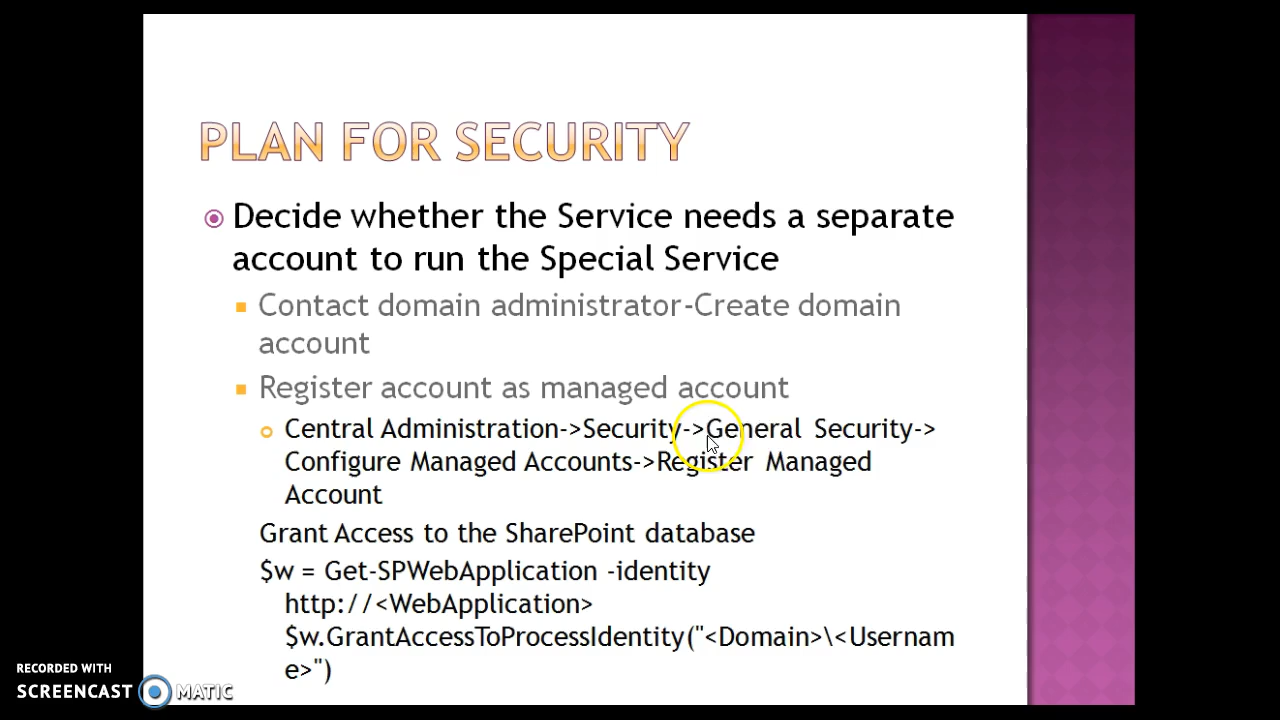 PLAN FOR SECURITY
Decide whether the Service needs a separate
account to run the Special Service
Contact domain administrator-Create domain
account
Register account as managed account
Central Administration->Security->General Security->
Configure Managed Accounts->Register Managed
Account
Grant Access to the SharePoint database
$w = Get-SPWebApplication -identity
http://<WebApplication>
$w.GrantAccessToProcessIdentity("<Domain>\<Usernam
e>")
RECORDED WITH
SCREENCAST MATIC